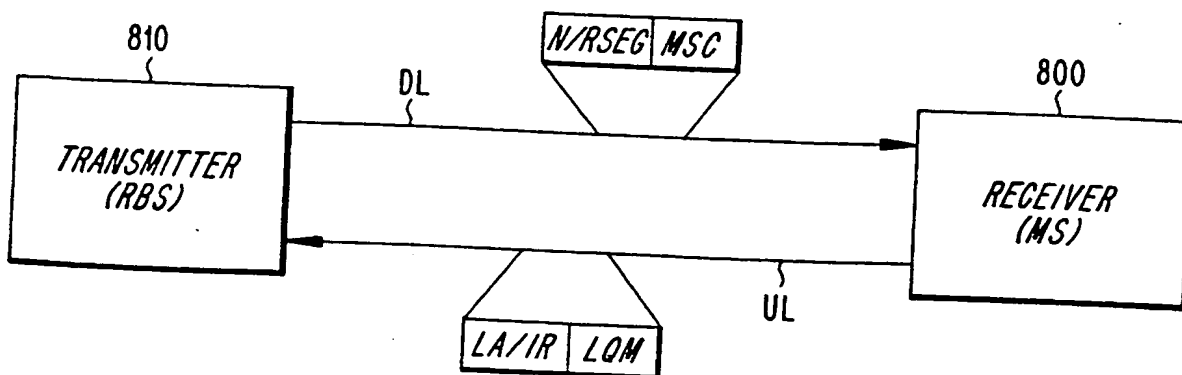 810
TRANSMITTER
(RBS)
DL
N/RSEG MSC
800
RECEIVER
(MS)
UL
LA/IR LQM